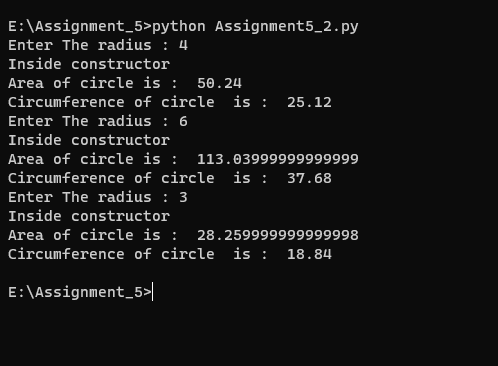 E:\Assignment_5>python Assignment5_2.py
Enter The radius : 4
Inside constructor
Area of circle is :  50.24
Circumference of circle  is :  25.12
Enter The radius : 6
Inside constructor
Area of circle is :  113.03999999999999
Circumference of circle  is :  37.68
Enter The radius : 3
Inside constructor
Area of circle is :  28.259999999999998
Circumference of circle  is :  18.84
E:\Assignment_5>